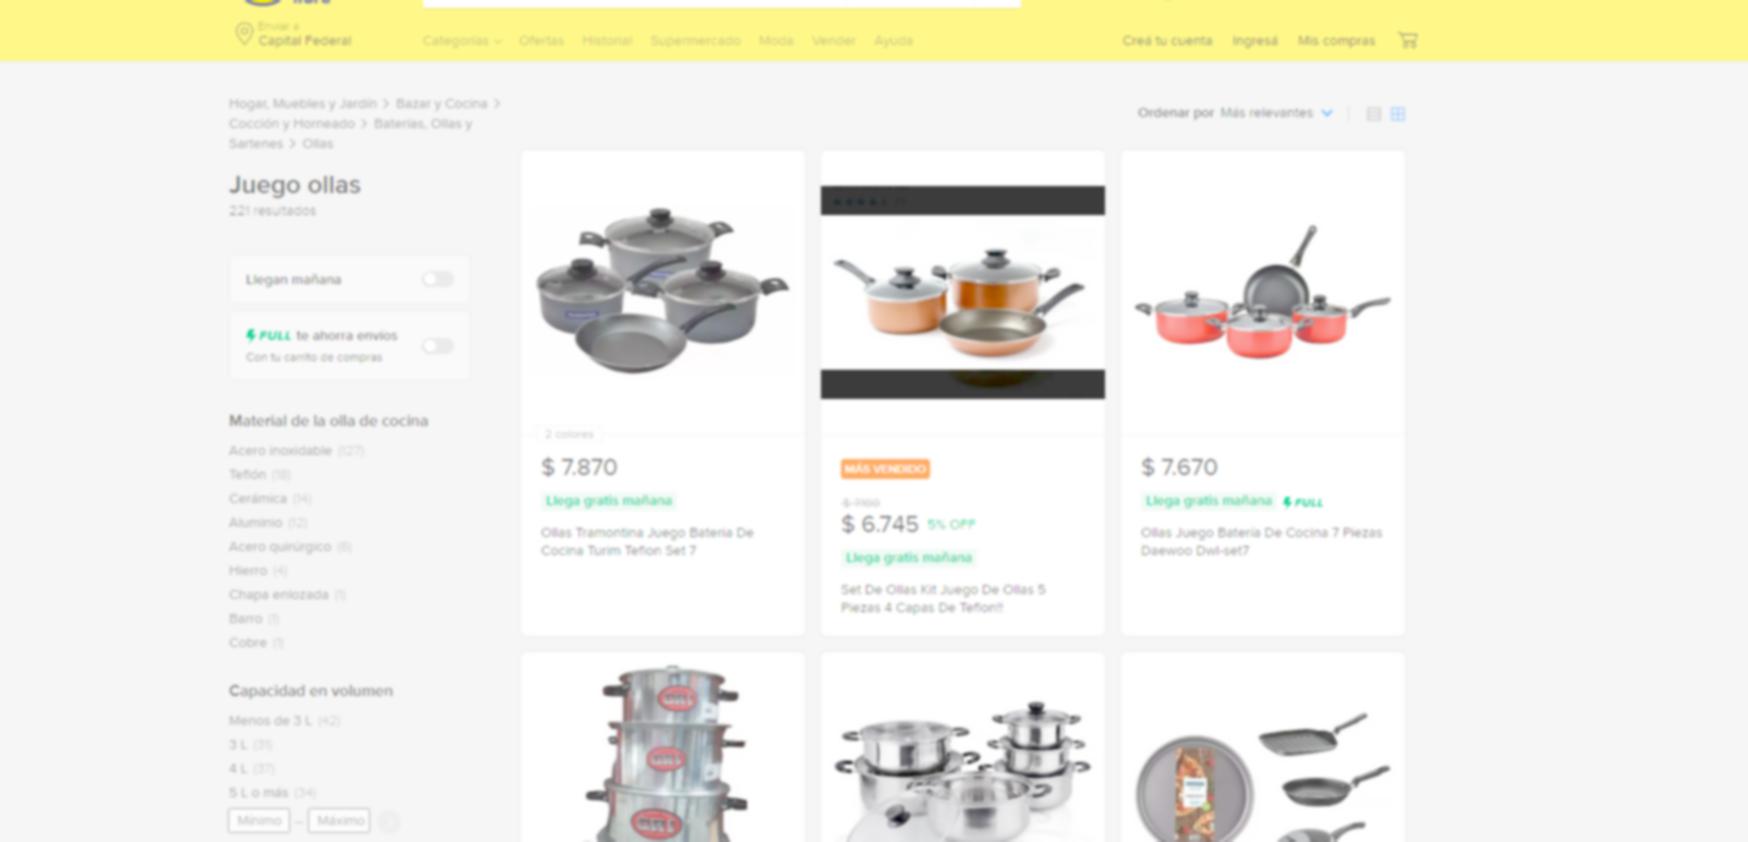 Enviar a
Capital Federal
Categorías Ofertas Historial Supermercado Moda Vender Ayuda
Creá tu cuenta Ingresá Mis compras
Hogar, Muebles y Jardín > Bazar y Cocina >
Cocción y Horneado > Baterías, Ollas y
Sartenes > Ollas
Ordenar por Más relevantes
Juego ollas
221 resultados
Llegan mañana
FULL te ahorra envíos
Con tu carrito de compras
Material de la olla de cocina
Acero inoxidable (127)
Teflón (18)
Cerámica (14)
Aluminio (12)
Acero quirúrgico (6)
Hierro (4)
Chapa enlozada (1)
Barro (1)
Cobre (1)
Capacidad en volumen
Menos de 3 L (42)
3 L (31)
4 L (37)
5 L o más (34)
Mínimo – Máximo
2 colores
$ 7.870
Llega gratis mañana
Ollas Tramontina Juego Bateria De
Cocina Turim Teflon Set 7
MÁS VENDIDO
$ 7.100
$ 6.745 5% OFF
Llega gratis mañana
Set De Ollas Kit Juego De Ollas 5
Piezas 4 Capas De Teflon!!
$ 7.670
Llega gratis mañana FULL
Ollas Juego Batería De Cocina 7 Piezas
Daewoo Dwl-set7